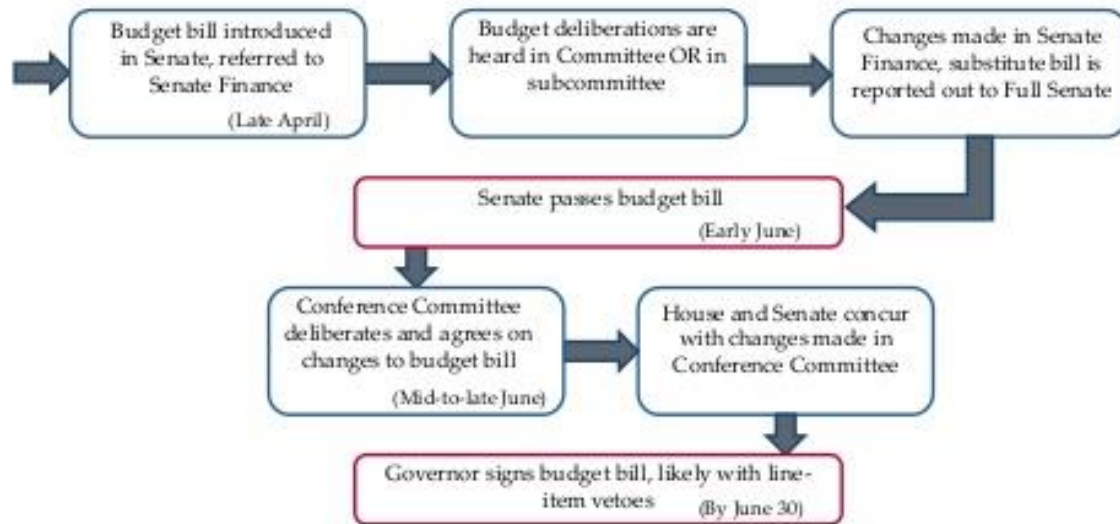 Budget bill introduced
in Senate, referred to
Senate Finance
(Late April)
Budget deliberations are
heard in Committee OR in
subcommittee
Changes made in Senate
Finance, substitute bill is
reported out to Full Senate
Senate passes budget bill
(Early June)
Conference Committee
deliberates and agrees on
changes to budget bill
(Mid-to-late June)
House and Senate concur
with changes made in
Conference Committee
Governor signs budget bill, likely with line-
item vetoes
(By June 30)